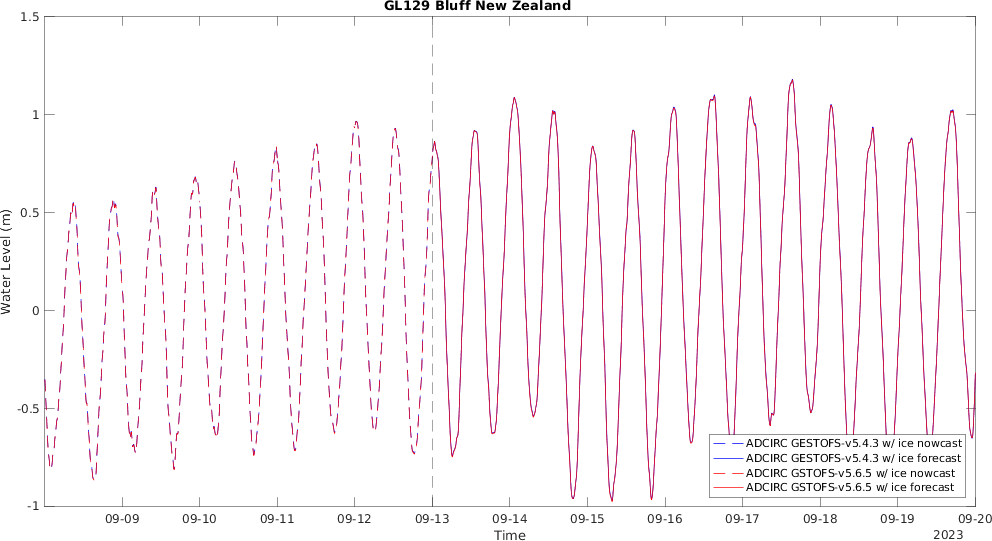 GL129 Bluff New Zealand
1.5
1
0.5
0
-0.5
-1
Water Level (m)
ADCIRC GESTOFS-v5.4.3 w/ ice nowcast
ADCIRC GESTOFS-v5.4.3 w/ ice forecast
ADCIRC GSTOFS-v5.6.5 w/ ice nowcast
ADCIRC GSTOFS-v5.6.5 w/ ice forecast
09-09 09-10 09-11 09-12 09-13 09-14 09-15 09-16 09-17 09-18 09-19 09-20
Time
2023